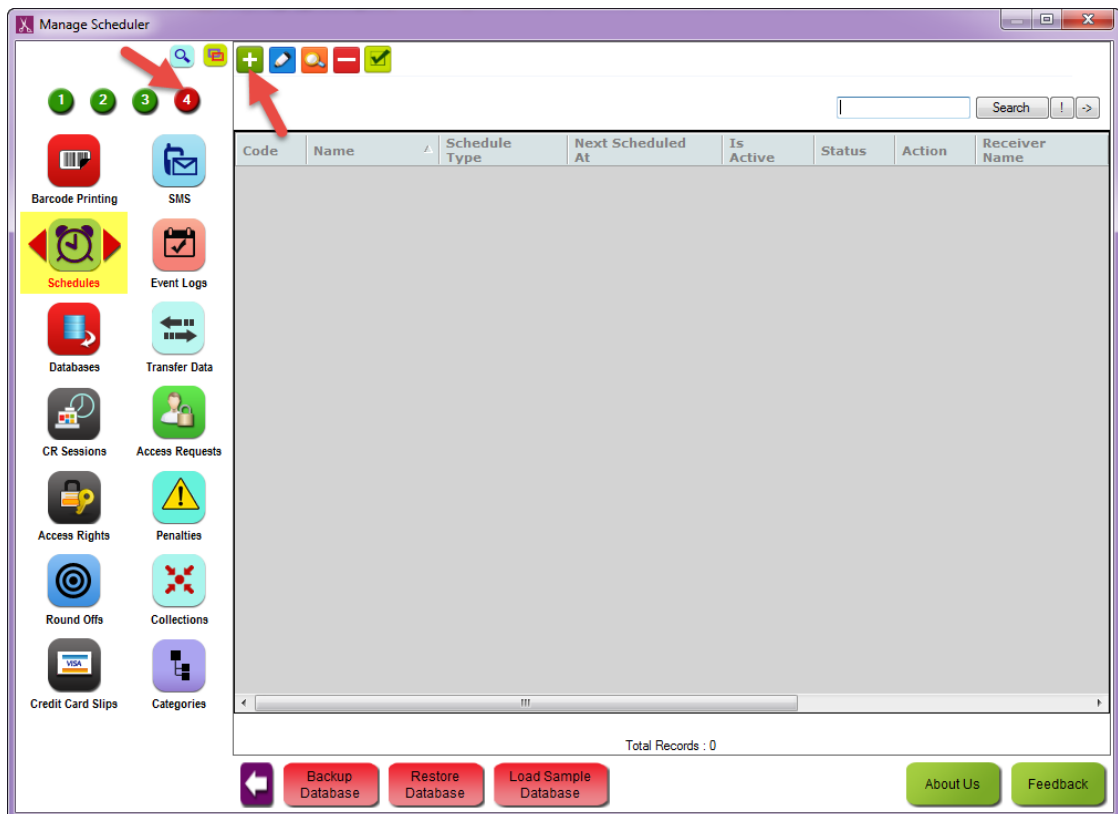 Manage Scheduler
1 2 3 4
Search ! ->
Code Name Schedule Type Next Scheduled At Is Active Status Action Receiver Name
Barcode Printing SMS
Schedules Event Logs
Databases Transfer Data
CR Sessions Access Requests
Access Rights Penalties
Round Offs Collections
VISA
Credit Card Slips Categories
Total Records : 0
Backup Database Restore Database Load Sample Database About Us Feedback